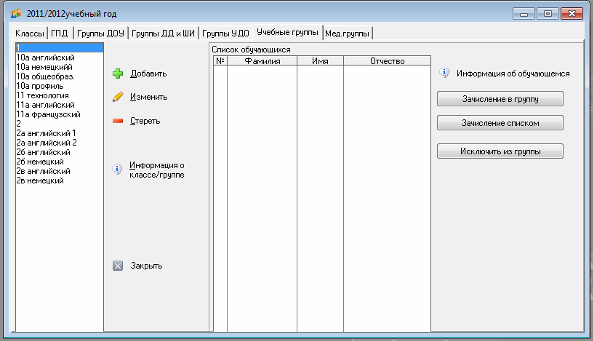 2011/2012учебный год
Классы ГПД Группы ДОУ Группы ДД и ШИ Группы УДО Учебные группы Мед.группы
1
10а английский
10а немецкийй
10а общеобраз.
10а профиль
11 технология
11а английский
11а французский
2
2а английский 1
2а английский 2
2б английский
2б немецкий
2в английский
2в немецкий
Добавить
Изменить
Стереть
Информация о
классе/группе
Закрыть
Список обучающихся
№ Фамилия Имя Отчество
Информация об обучающемся
Зачисление в группу
Зачисление списком
Исключить из группы